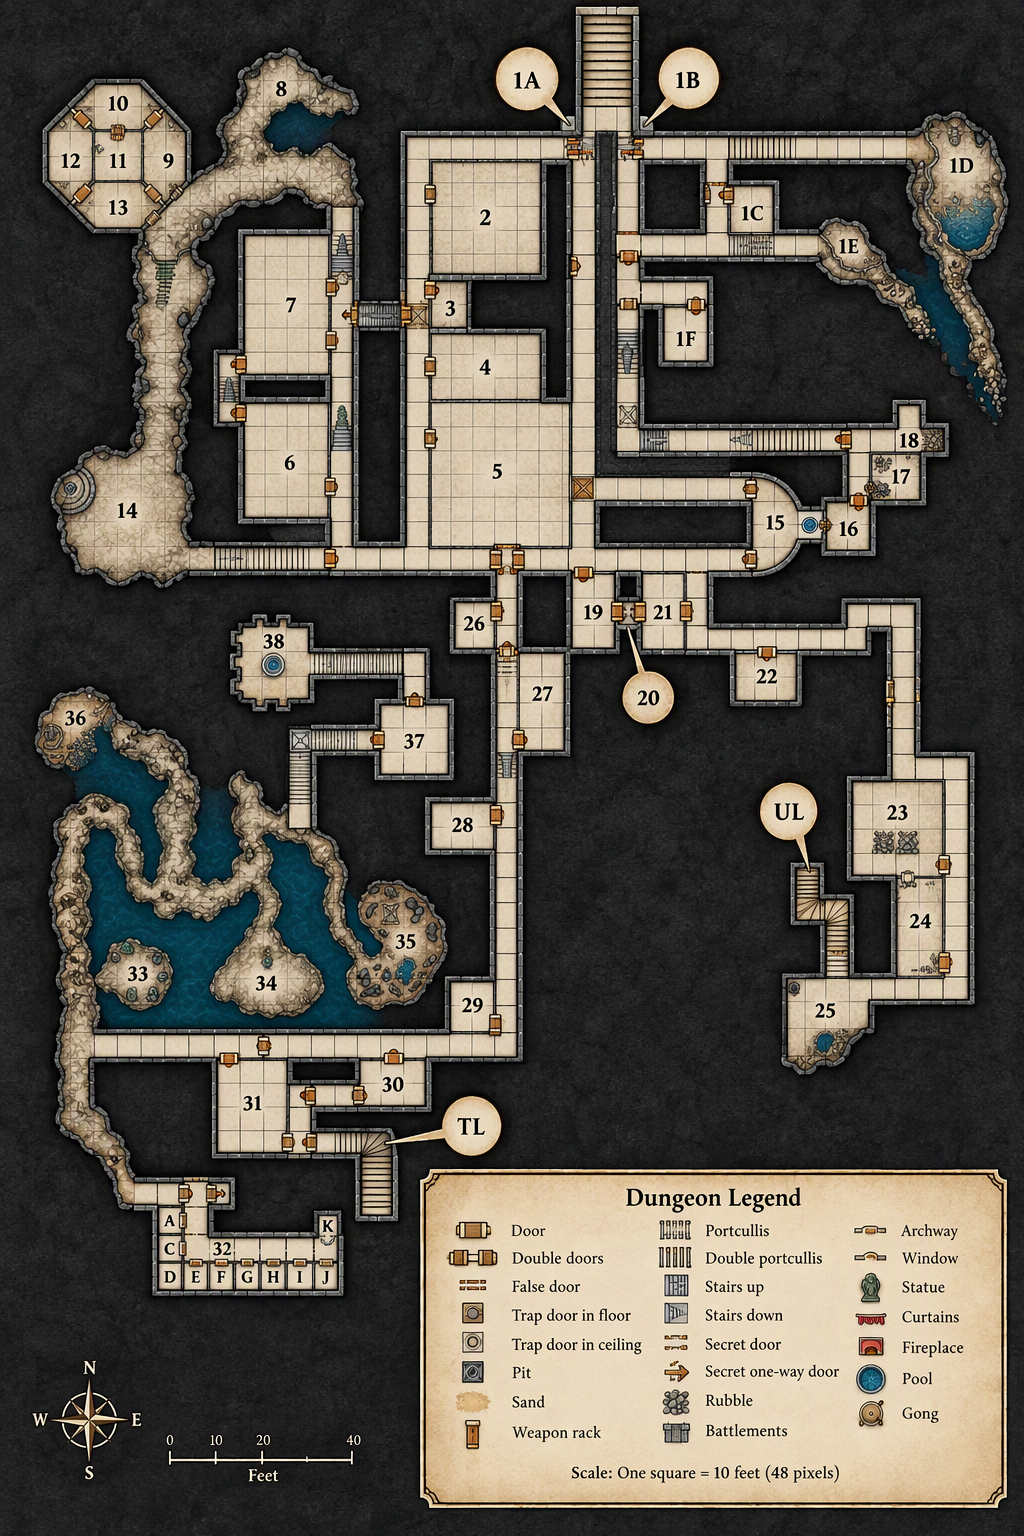 1A
1B
8
10
12
11
9
13
1D
1C
1E
2
7
3
1F
4
6
5
18
17
14
15
16
26
19
21
20
38
27
22
36
37
28
UL
23
24
35
33
34
29
25
30
31
TL
A
K
C
32
D
E
F
G
H
I
J
Dungeon Legend
Door
Double doors
False door
Trap door in floor
Trap door in ceiling
Pit
Sand
Weapon rack
Portcullis
Double portcullis
Stairs up
Stairs down
Secret door
Secret one-way door
Rubble
Battlements
Archway
Window
Statue
Curtains
Fireplace
Pool
Gong
Scale: One square = 10 feet (48 pixels)
N
W E
S
0 10 20 40
Feet